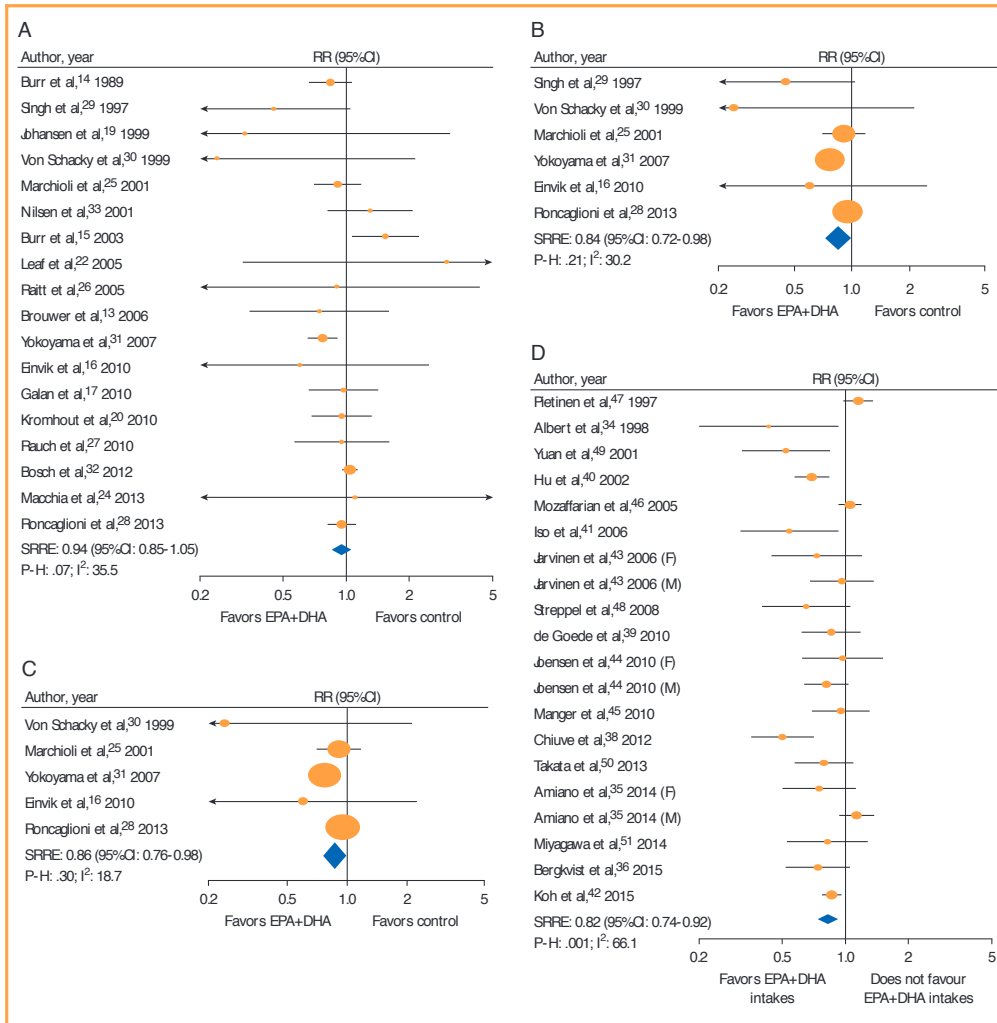 A
Author, year RR (95%CI)
Burr et al,14 1989
Singh et al,29 1997
Johansen et al,19 1999
Von Schacky et al,30 1999
Marchioli et al,25 2001
Nilsen et al,33 2001
Burr et al,15 2003
Leaf et al,22 2005
Raitt et al,26 2005
Brouwer et al,13 2006
Yokoyama et al,31 2007
Einvik et al,16 2010
Galan et al,17 2010
Kromhout et al,20 2010
Rauch et al,27 2010
Bosch et al,32 2012
Macchia et al,24 2013
Roncaglioni et al,28 2013
SRRE: 0.94 (95%CI: 0.85-1.05)
P-H: .07; I2: 35.5
0.2 0.5 1.0 2 5
Favors EPA+DHA Favors control
B
Author, year RR (95%CI)
Singh et al,29 1997
Von Schacky et al,30 1999
Marchioli et al,25 2001
Yokoyama et al,31 2007
Einvik et al,16 2010
Roncaglioni et al,28 2013
SRRE: 0.84 (95%CI: 0.72-0.98)
P-H: .21; I2: 30.2
0.2 0.5 1.0 2 5
Favors EPA+DHA Favors control
C
Author, year RR (95%CI)
Von Schacky et al,30 1999
Marchioli et al,25 2001
Yokoyama et al,31 2007
Einvik et al,16 2010
Roncaglioni et al,28 2013
SRRE: 0.86 (95%CI: 0.76-0.98)
P-H: .30; I2: 18.7
0.2 0.5 1.0 2 5
Favors EPA+DHA Favors control
D
Author, year RR (95%CI)
Pietinen et al,47 1997
Albert et al,34 1998
Yuan et al,49 2001
Hu et al,40 2002
Mozaffarian et al,46 2005
Iso et al,41 2006
Jarvinen et al,43 2006 (F)
Jarvinen et al,43 2006 (M)
Streppel et al,48 2008
de Goede et al,39 2010
Joensen et al,44 2010 (F)
Joensen et al,44 2010 (M)
Manger et al,45 2010
Chiuve et al,38 2012
Takata et al,50 2013
Amiano et al,35 2014 (F)
Amiano et al,35 2014 (M)
Miyagawa et al,51 2014
Bergkvist et al,36 2015
Koh et al,42 2015
SRRE: 0.82 (95%CI: 0.74-0.92)
P-H: .001; I2: 66.1
0.2 0.5 1.0 2 5
Favors EPA+DHA Does not favour
intakes EPA+DHA intakes